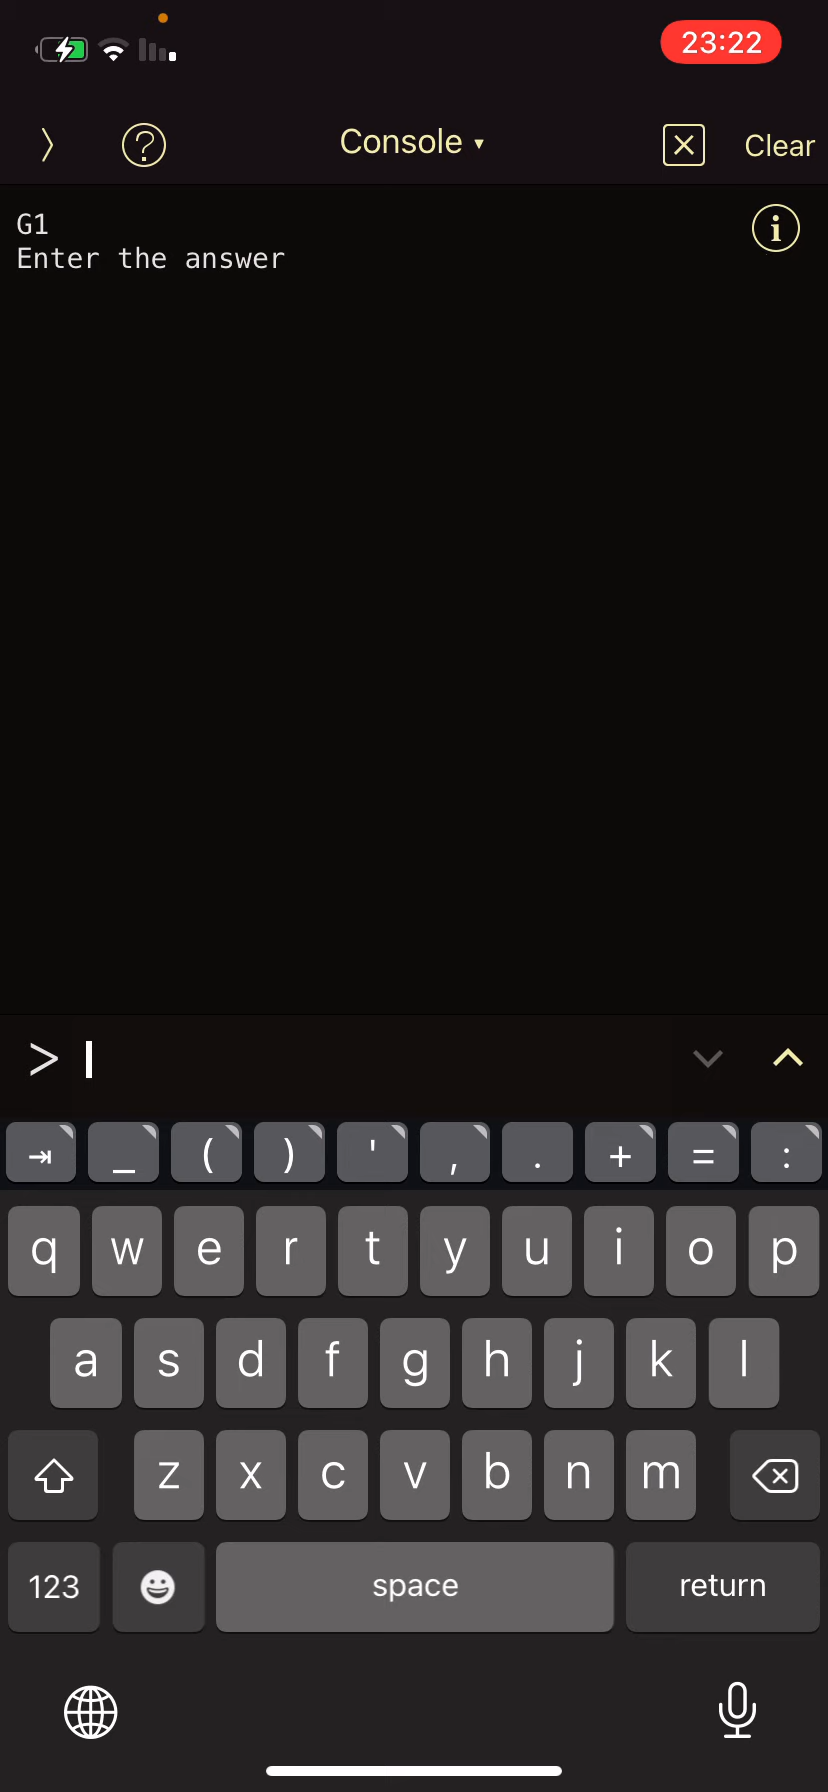 23:22
Console ▾
Clear
G1
Enter the answer
>
_ ( ) ' , . + = :
q w e r t y u i o p
a s d f g h j k l
z x c v b n m
123 space return